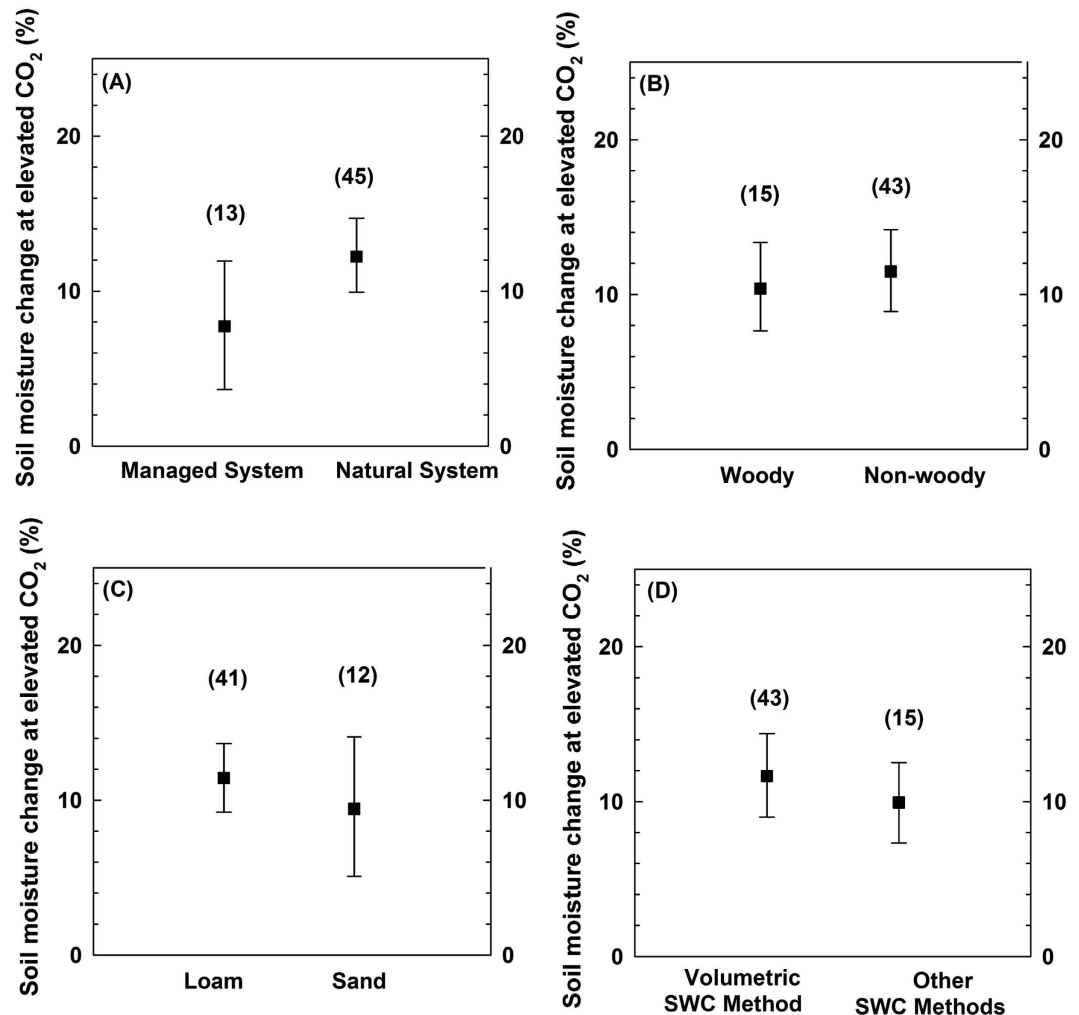 Soil moisture change at elevated CO₂ (%)
(A)
20
10
0
(13)
(45)
20
10
0
Managed System
Natural System
Soil moisture change at elevated CO₂ (%)
(B)
20
10
0
(15)
(43)
20
10
0
Woody
Non-woody
Soil moisture change at elevated CO₂ (%)
(C)
20
10
0
(41)
(12)
20
10
0
Loam
Sand
Soil moisture change at elevated CO₂ (%)
(D)
20
10
0
(43)
(15)
20
10
0
Volumetric
SWC Method
Other
SWC Methods